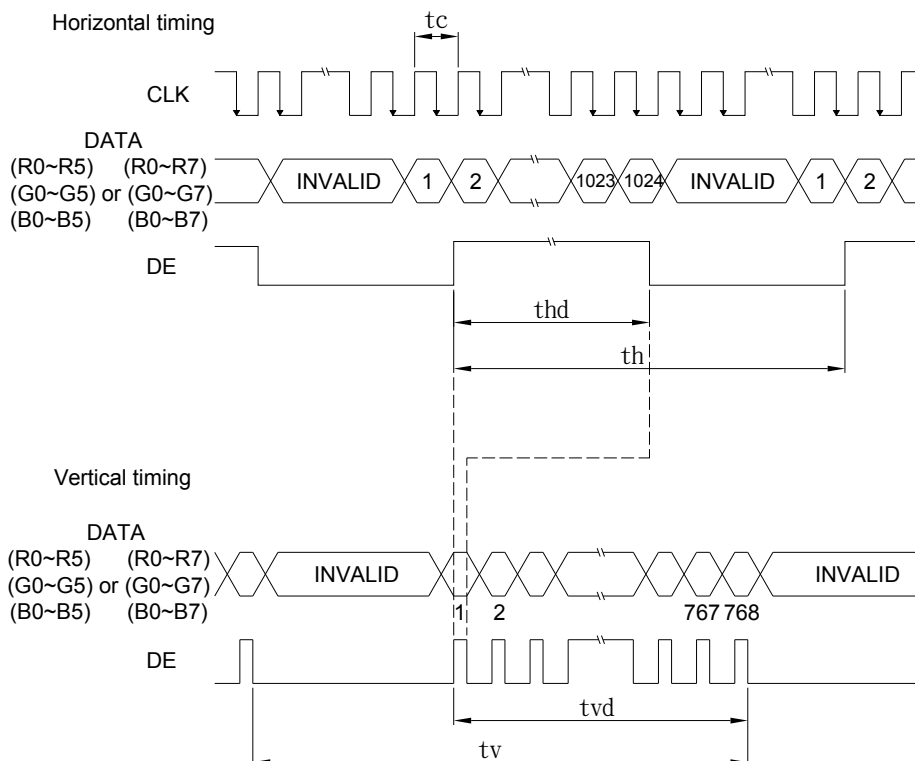 Horizontal timing
tc
CLK
DATA
(R0~R5) (R0~R7)
(G0~G5) or (G0~G7)
(B0~B5) (B0~B7)
INVALID 1 2 1023 1024 INVALID 1 2
DE
thd
th
Vertical timing
DATA
(R0~R5) (R0~R7)
(G0~G5) or (G0~G7)
(B0~B5) (B0~B7)
INVALID INVALID
1 2 767 768
DE
tvd
tv